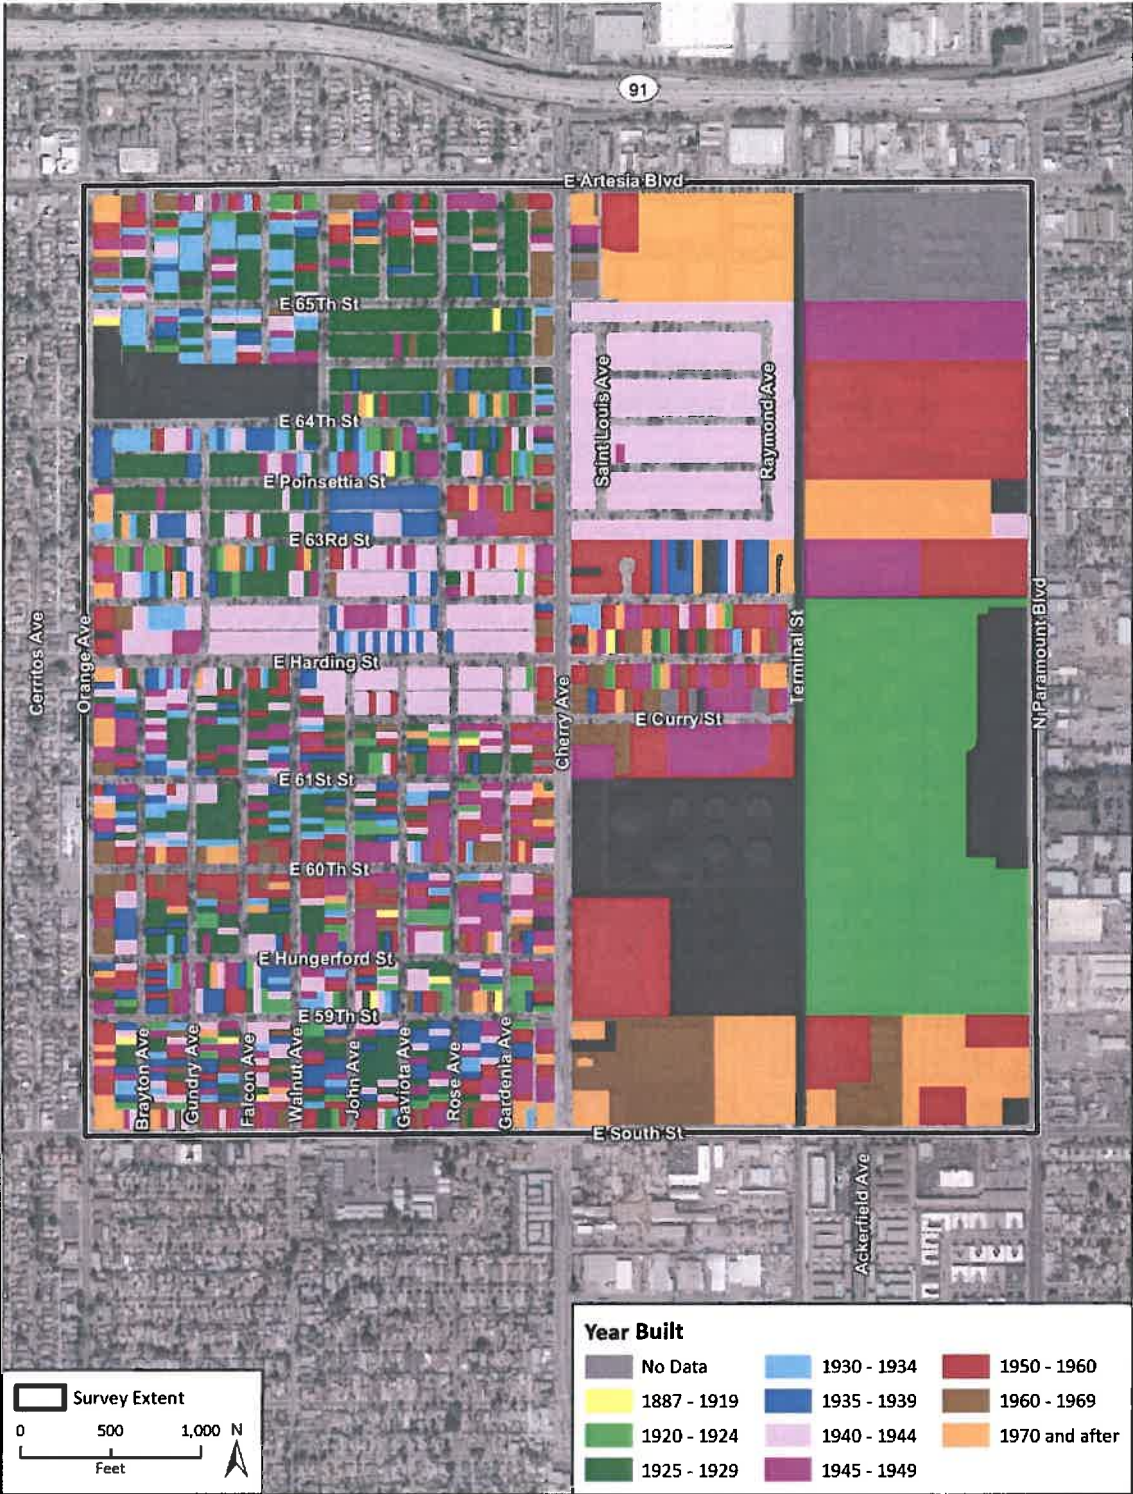 91
E Artesia Blvd
E 65Th St
Saint Louis Ave
Raymond Ave
E 64Th St
E Poinsettia St
E 63Rd St
Cerritos Ave
Orange Ave
Terminal St
N Paramount Blvd
E Harding St
Cherry Ave
E Curry St
E 61St St
E 60Th St
E Hungerford St
E 59Th St
Brayton Ave
Gundry Ave
Falcon Ave
Walnut Ave
John Ave
Gaviota Ave
Rose Ave
Gardenia Ave
E South St
Ackerfield Ave
Year Built
No Data
1887 - 1919
1920 - 1924
1925 - 1929
1930 - 1934
1935 - 1939
1940 - 1944
1945 - 1949
1950 - 1960
1960 - 1969
1970 and after
Survey Extent
0 500 1,000 N
Feet